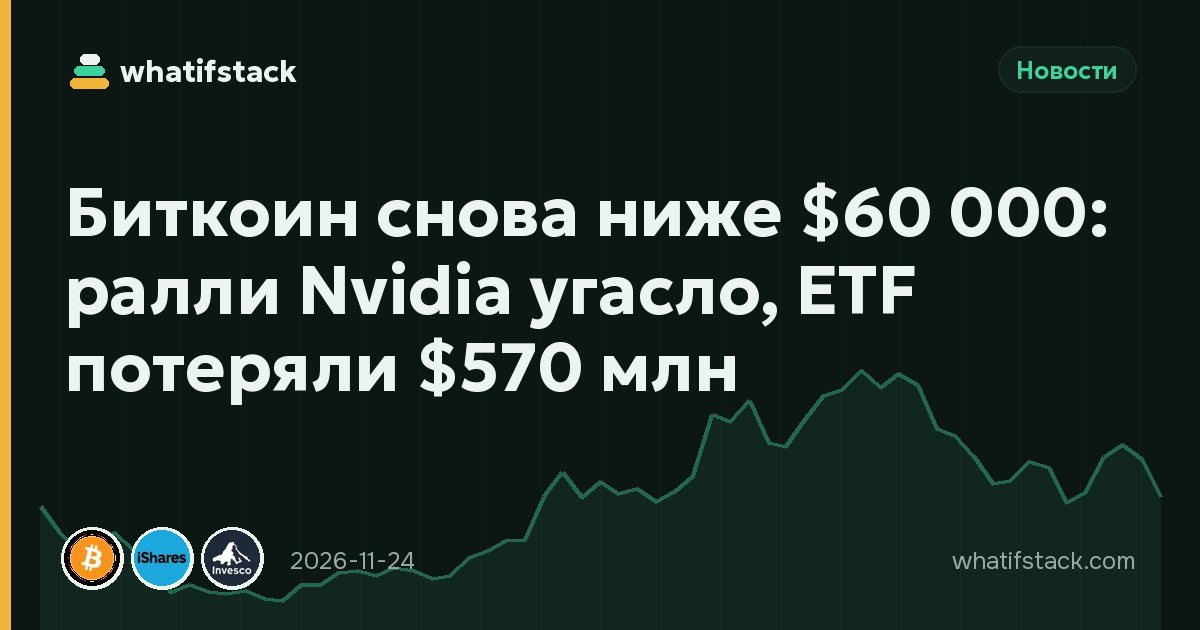 whatifstack
Новости
Биткоин снова ниже $60 000:
ралли Nvidia угасло, ETF
потеряли $570 млн
iShares
Invesco
2026-11-24
whatifstack.com